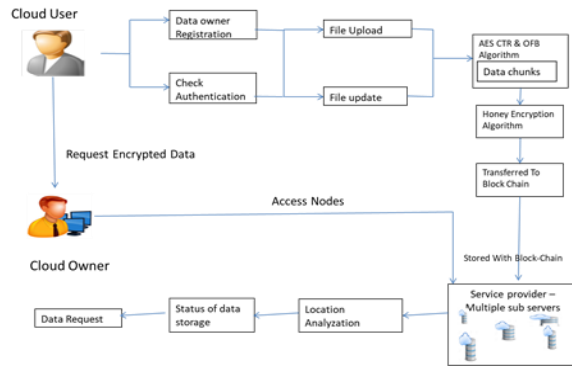 Cloud User
Data owner
Registration
File Upload
AES CTR & OFB
Algorithm
Data chunks
Check
Authentication
File update
Honey Encryption
Algorithm
Request Encrypted Data
Transferred To
Block Chain
Access Nodes
Cloud Owner
Stored With Block-Chain
Service provider –
Multiple sub servers
Location
Analyzation
Status of data
storage
Data Request